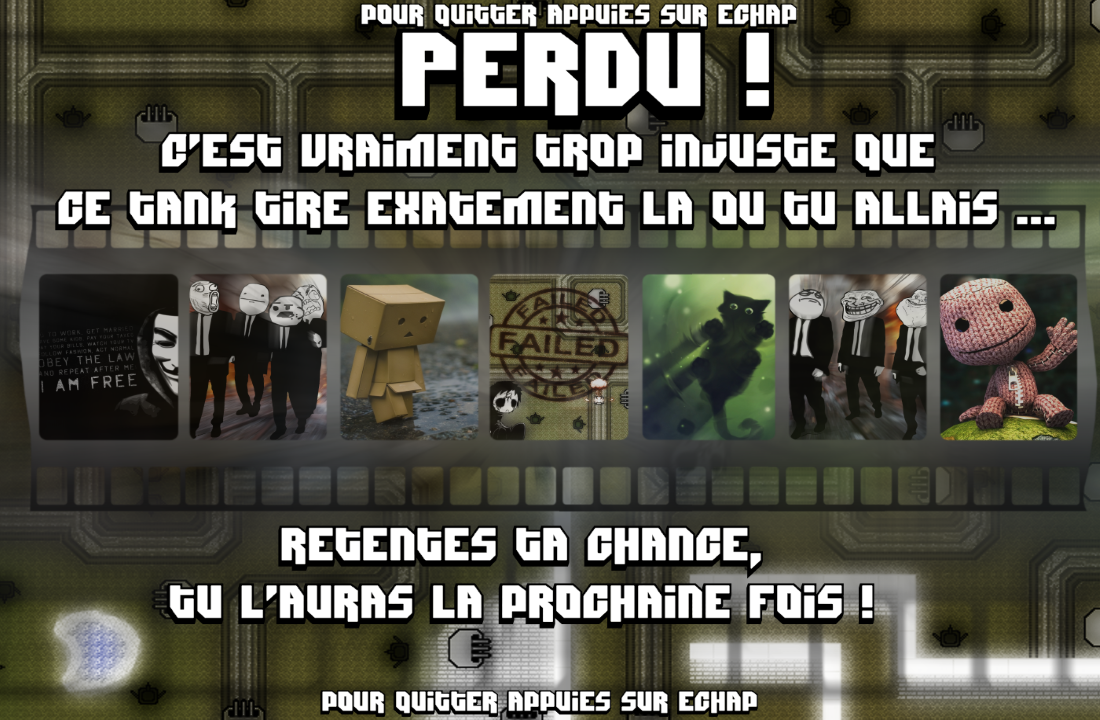 POUR QUITTER APPUIES SUR ECHAP
PERDU !
C'EST VRAIMENT TROP INJUSTE QUE
CE TANK TIRE EXATEMENT LA OU TU ALLAIS ...
OBEY THE LAW
AND REPEAT AFTER ME
I AM FREE
FAILED
FAILED
FAILED
RETENTES TA CHANCE,
TU L'AURAS LA PROCHAINE FOIS !
POUR QUITTER APPUIES SUR ECHAP